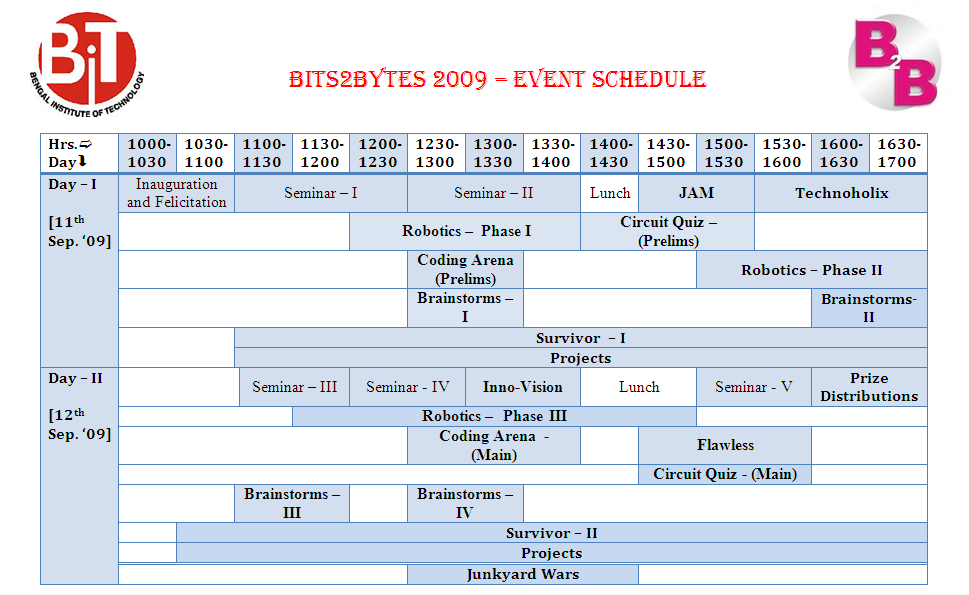 BiT
BENGAL INSTITUTE OF TECHNOLOGY
B2B
BITS2BYTES 2009 – EVENT SCHEDULE
Hrs.⇨
Day⬇
1000-
1030
1030-
1100
1100-
1130
1130-
1200
1200-
1230
1230-
1300
1300-
1330
1330-
1400
1400-
1430
1430-
1500
1500-
1530
1530-
1600
1600-
1630
1630-
1700
Day – I
[11th
Sep. ‘09]
Inauguration
and Felicitation
Seminar – I
Seminar – II
Lunch
JAM
Technoholix
Robotics – Phase I
Circuit Quiz –
(Prelims)
Coding Arena
(Prelims)
Robotics – Phase II
Brainstorms –
I
Brainstorms-
II
Survivor – I
Projects
Day – II
[12th
Sep. ‘09]
Seminar – III
Seminar - IV
Inno-Vision
Lunch
Seminar - V
Prize
Distributions
Robotics – Phase III
Coding Arena -
(Main)
Flawless
Circuit Quiz - (Main)
Brainstorms –
III
Brainstorms –
IV
Survivor – II
Projects
Junkyard Wars